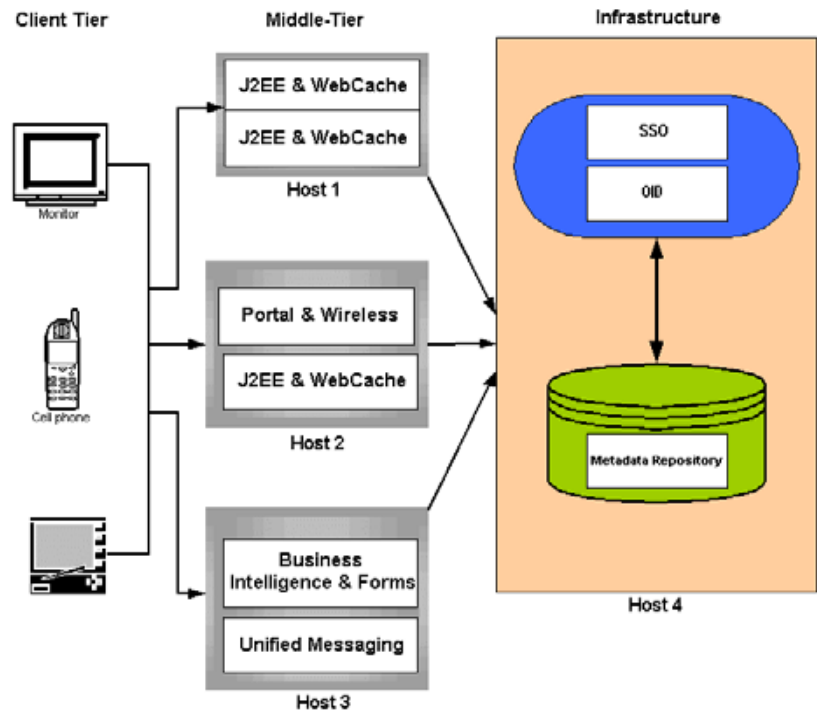 Client Tier
Middle-Tier
Infrastructure
Monitor
Cell phone
J2EE & WebCache
J2EE & WebCache
Host 1
Portal & Wireless
J2EE & WebCache
Host 2
Business
Intelligence & Forms
Unified Messaging
Host 3
SSO
OID
Metadata Repository
Host 4